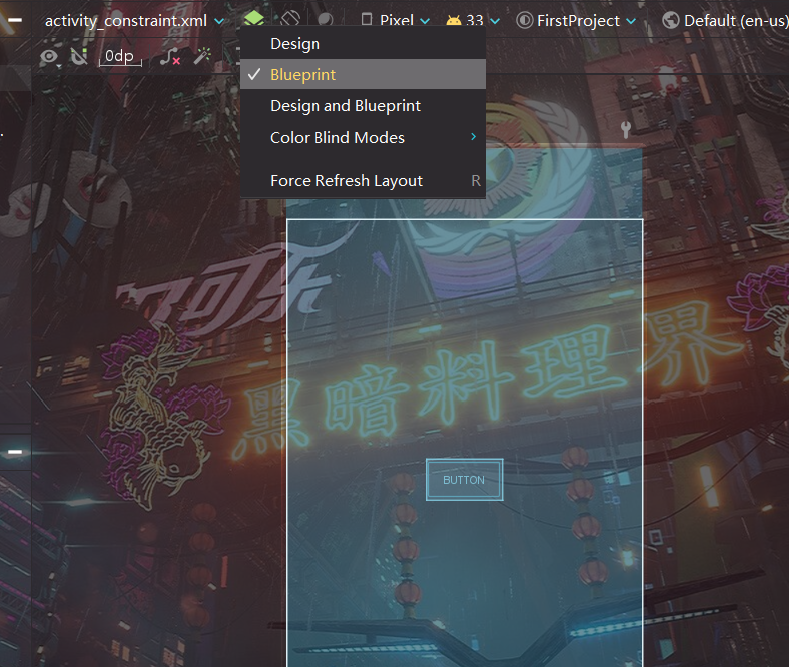 activity_constraint.xml
Pixel
33
FirstProject
Default (en-us)
0dp
Design
Blueprint
Design and Blueprint
Color Blind Modes
Force Refresh Layout R
可乐
黑暗料理界
BUTTON